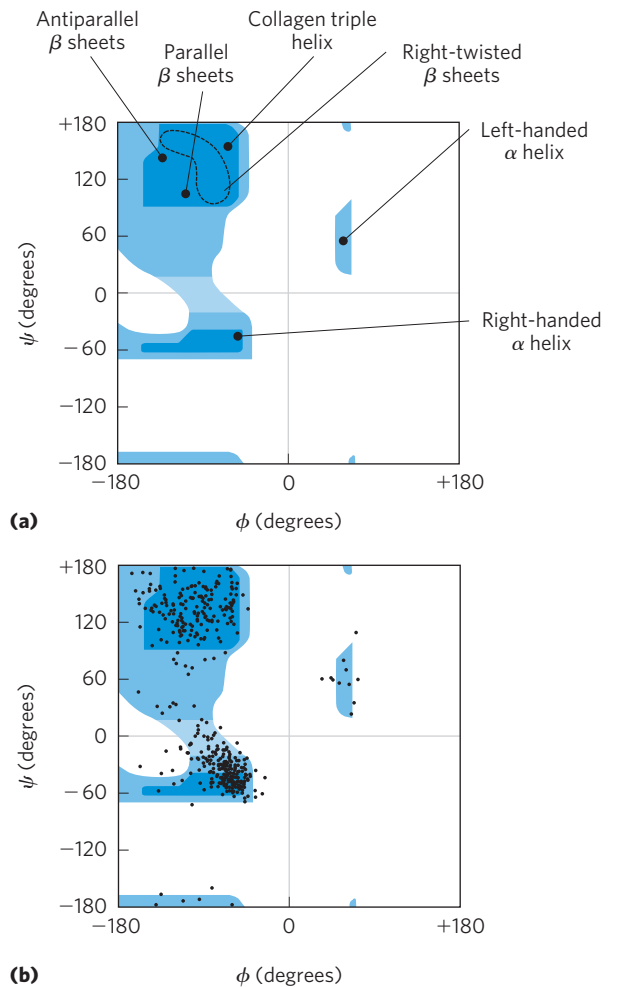 Antiparallel
β sheets
Parallel
β sheets
Collagen triple
helix
Right-twisted
β sheets
Left-handed
α helix
Right-handed
α helix
+180
120
60
0
−60
−120
−180
ψ (degrees)
−180
0
+180
(a)
ϕ (degrees)
+180
120
60
0
−60
−120
−180
ψ (degrees)
−180
0
+180
(b)
ϕ (degrees)